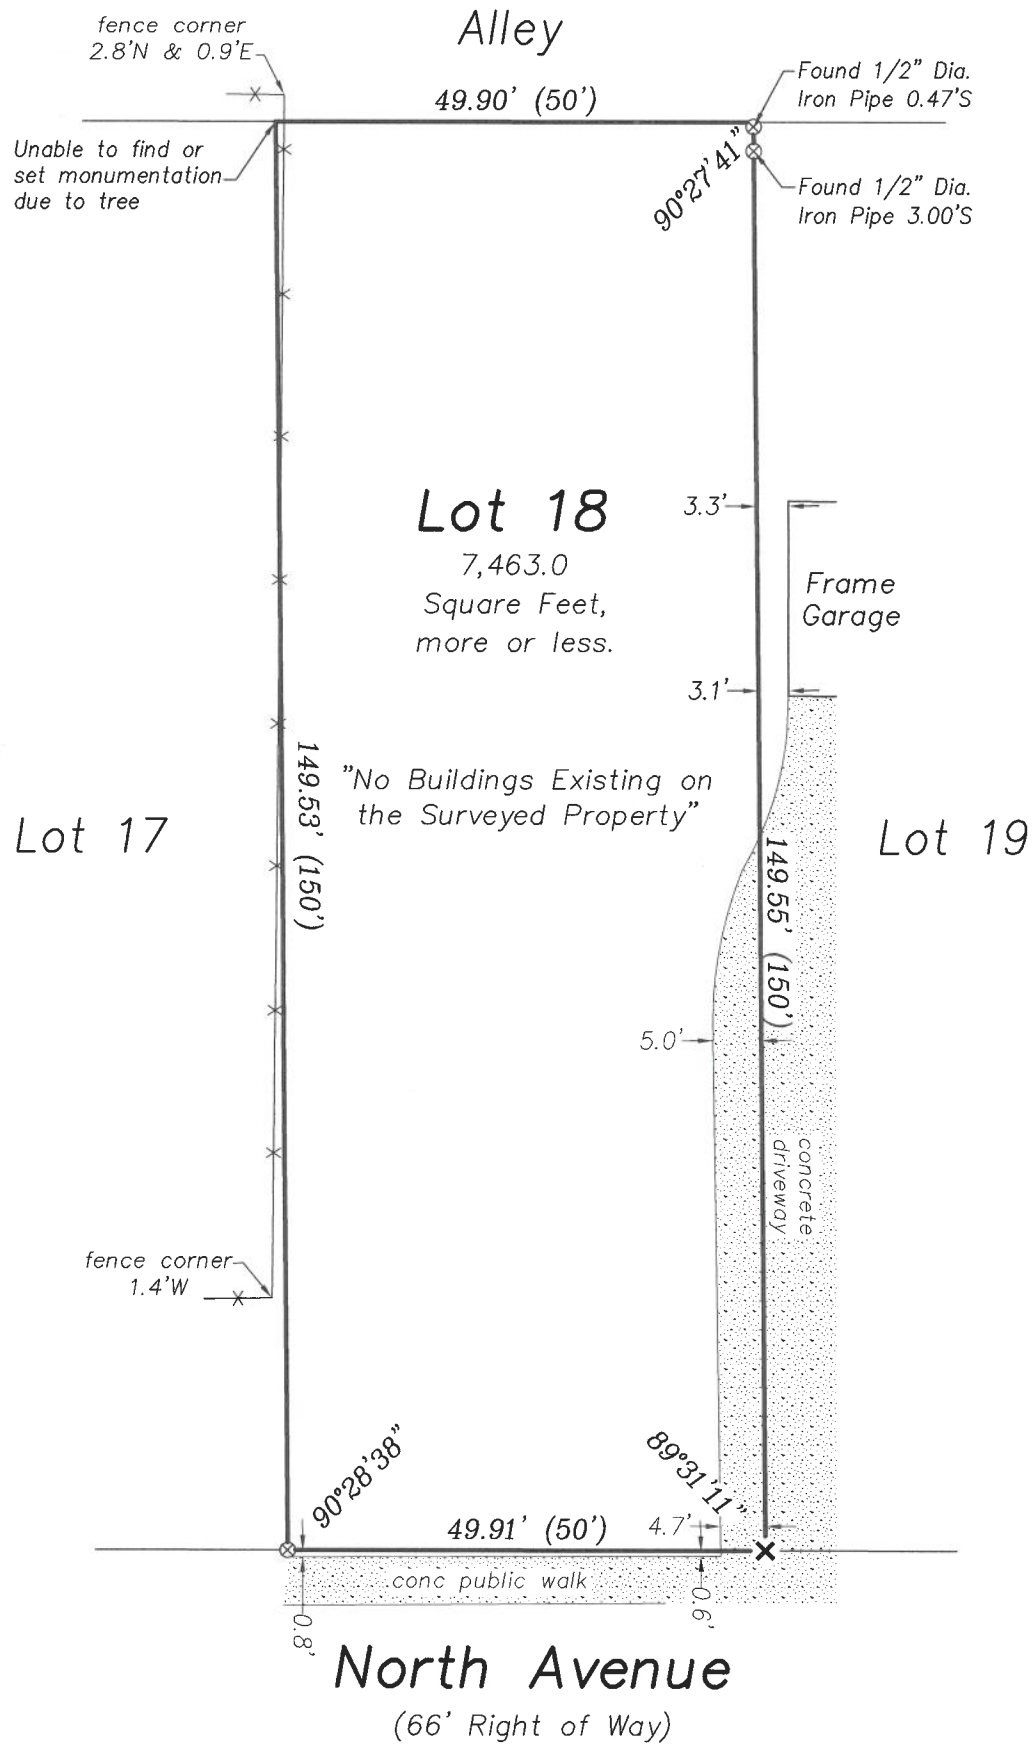 Alley
fence corner
2.8'N & 0.9'E
49.90' (50')
Found 1/2" Dia.
Iron Pipe 0.47'S
Unable to find or
set monumentation
due to tree
90°27'41"
Found 1/2" Dia.
Iron Pipe 3.00'S
Lot 18
7,463.0
Square Feet,
more or less.
3.3'
Frame
Garage
3.1'
149.53' (150')
"No Buildings Existing on
the Surveyed Property"
Lot 17
Lot 19
149.55' (150')
5.0'
concrete
driveway
fence corner
1.4'W
90°28'38"
89°31'11"
49.91' (50')
4.7'
conc public walk
0.8'
0.6'
North Avenue
(66' Right of Way)